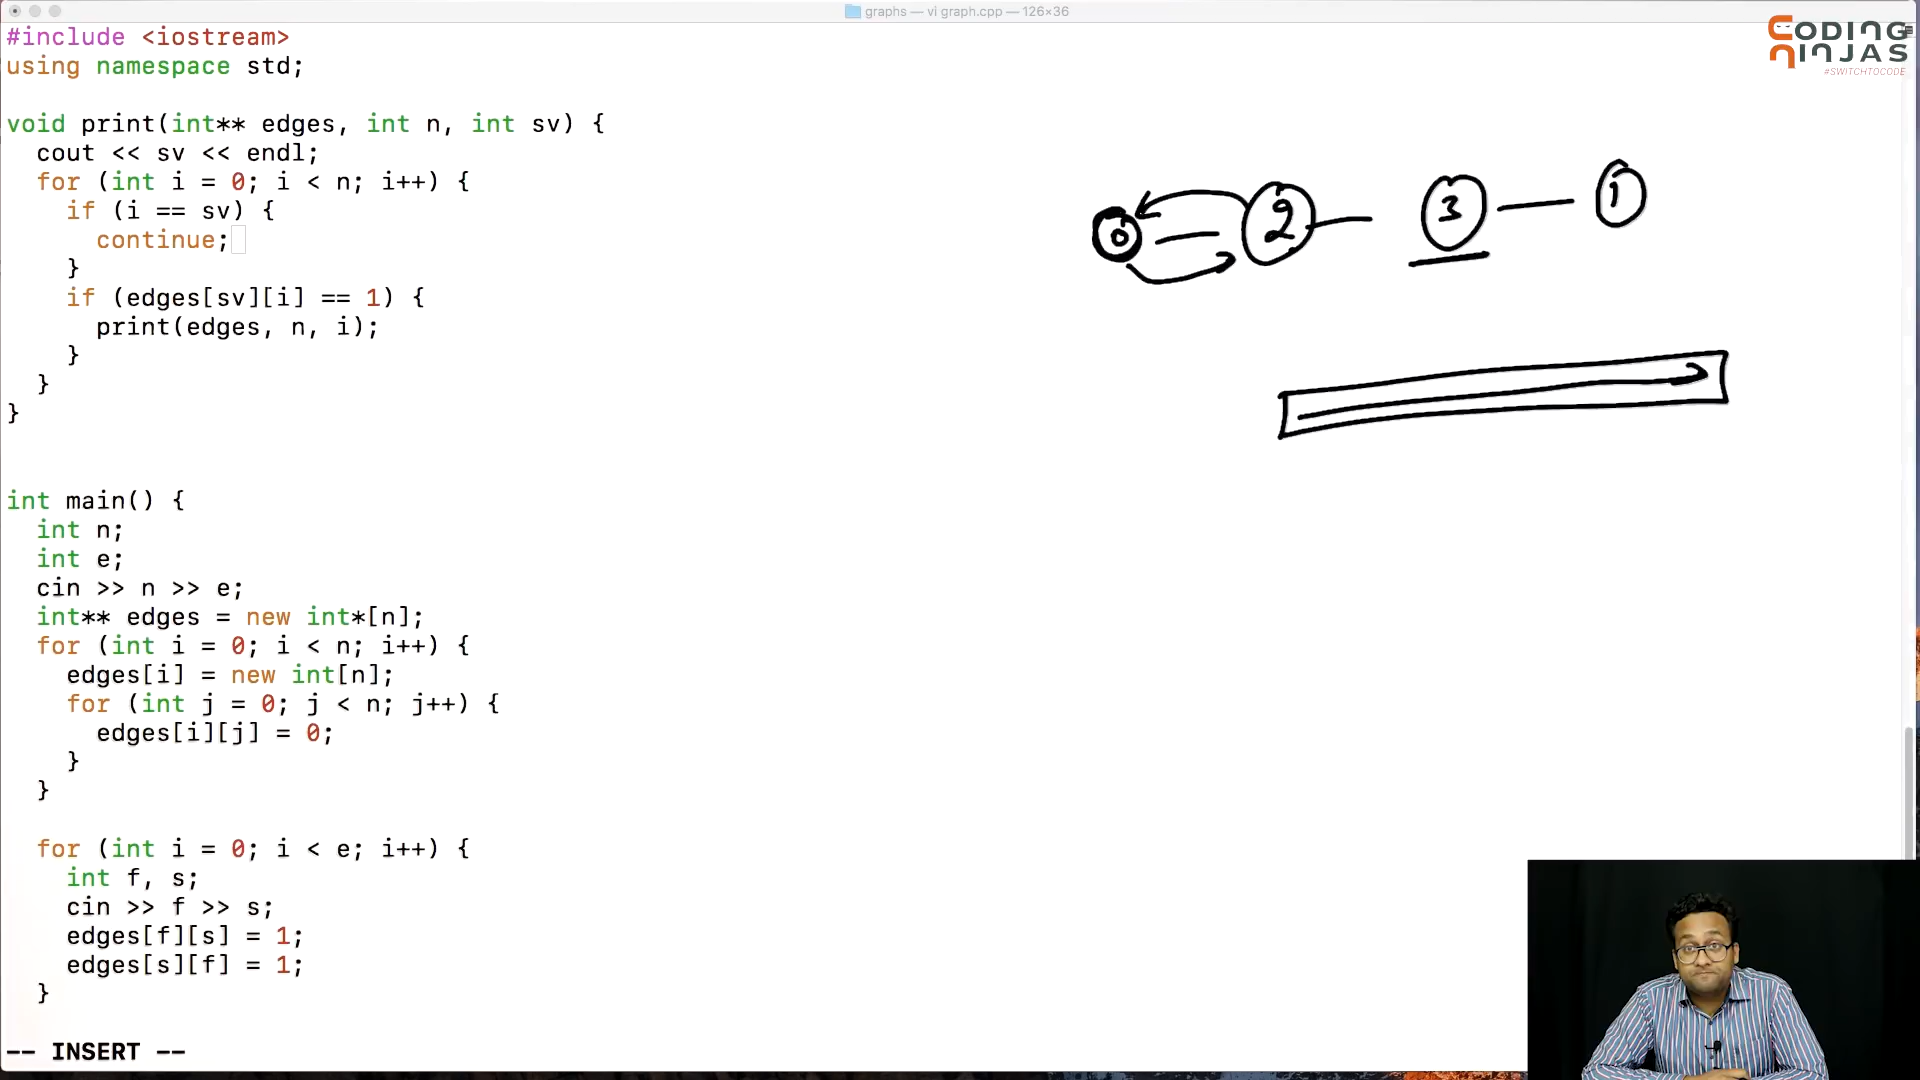 graphs — vi graph.cpp — 126×36
CODING
NINJAS
#SWITCHTOCODE
#include <iostream>
using namespace std;
void print(int** edges, int n, int sv) {
  cout << sv << endl;
  for (int i = 0; i < n; i++) {
    if (i == sv) {
      continue;
    }
    if (edges[sv][i] == 1) {
      print(edges, n, i);
    }
  }
}
0 2 3 1
int main() {
  int n;
  int e;
  cin >> n >> e;
  int** edges = new int*[n];
  for (int i = 0; i < n; i++) {
    edges[i] = new int[n];
    for (int j = 0; j < n; j++) {
      edges[i][j] = 0;
    }
  }
  for (int i = 0; i < e; i++) {
    int f, s;
    cin >> f >> s;
    edges[f][s] = 1;
    edges[s][f] = 1;
  }
-- INSERT --